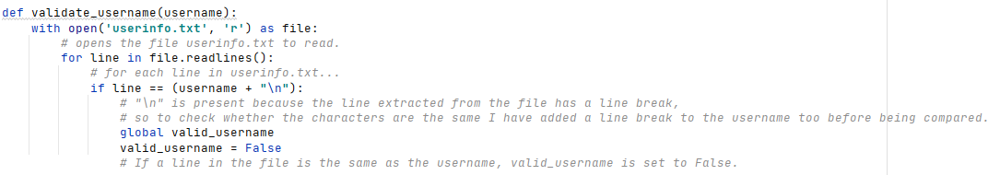 def validate_username(username):
    with open('userinfo.txt', 'r') as file:
        # opens the file userinfo.txt to read.
        for line in file.readlines():
            # for each line in userinfo.txt...
            if line == (username + "\n"):
                # "\n" is present because the line extracted from the file has a line break,
                # so to check whether the characters are the same I have added a line break to the username too before being compared.
                global valid_username
                valid_username = False
                # If a line in the file is the same as the username, valid_username is set to False.